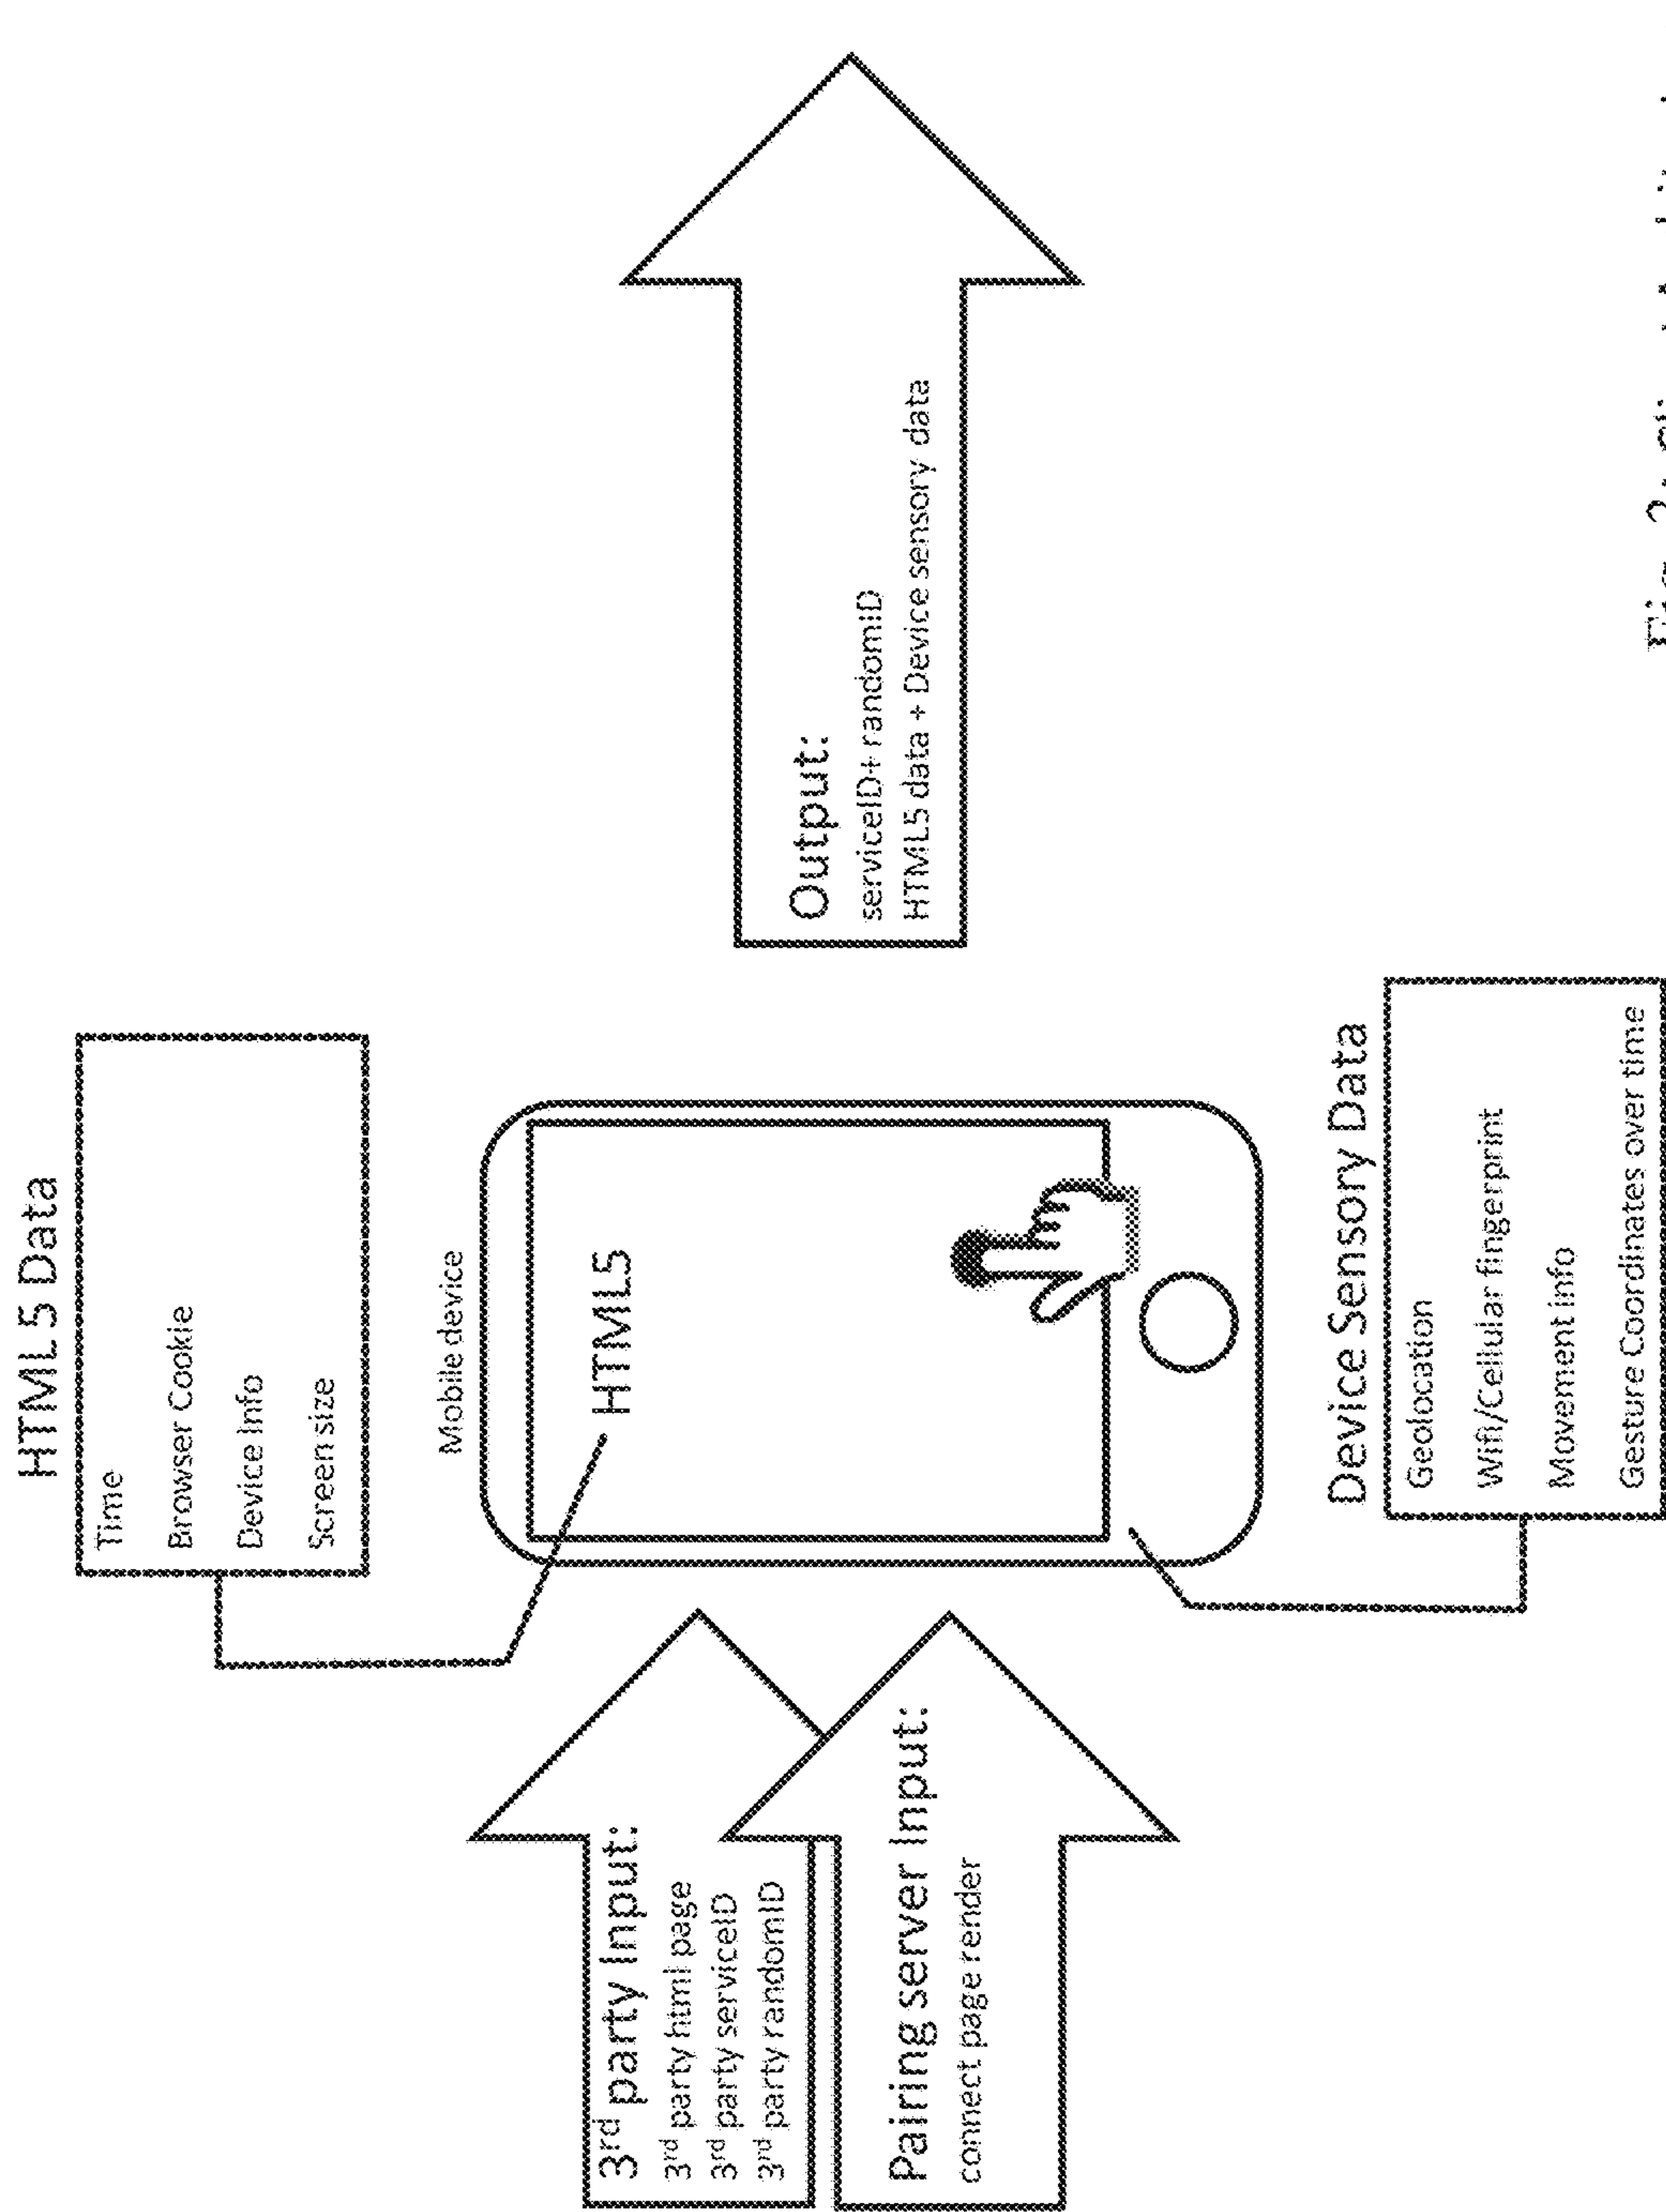 HTML5 Data
Time
Browser Cookie
Device Info
Screen size
Mobile device
HTML5
3rd party Input:
3rd party html page
3rd party serviceID
3rd party randomID
Pairing server Input:
connect page render
Output:
serviceID+ randomID
HTML5 data + Device sensory data
Device Sensory Data
Geolocation
Wifi/Cellular fingerprint
Movement info
Gesture Coordinates over time